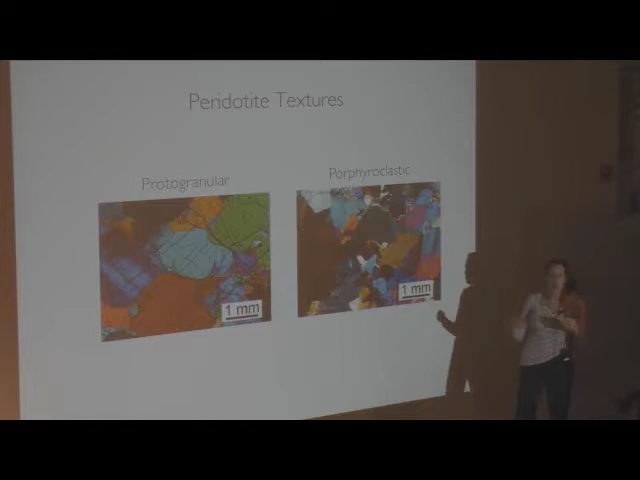 Peridotite Textures
Protogranular
Porphyroclastic
1 mm
1 mm